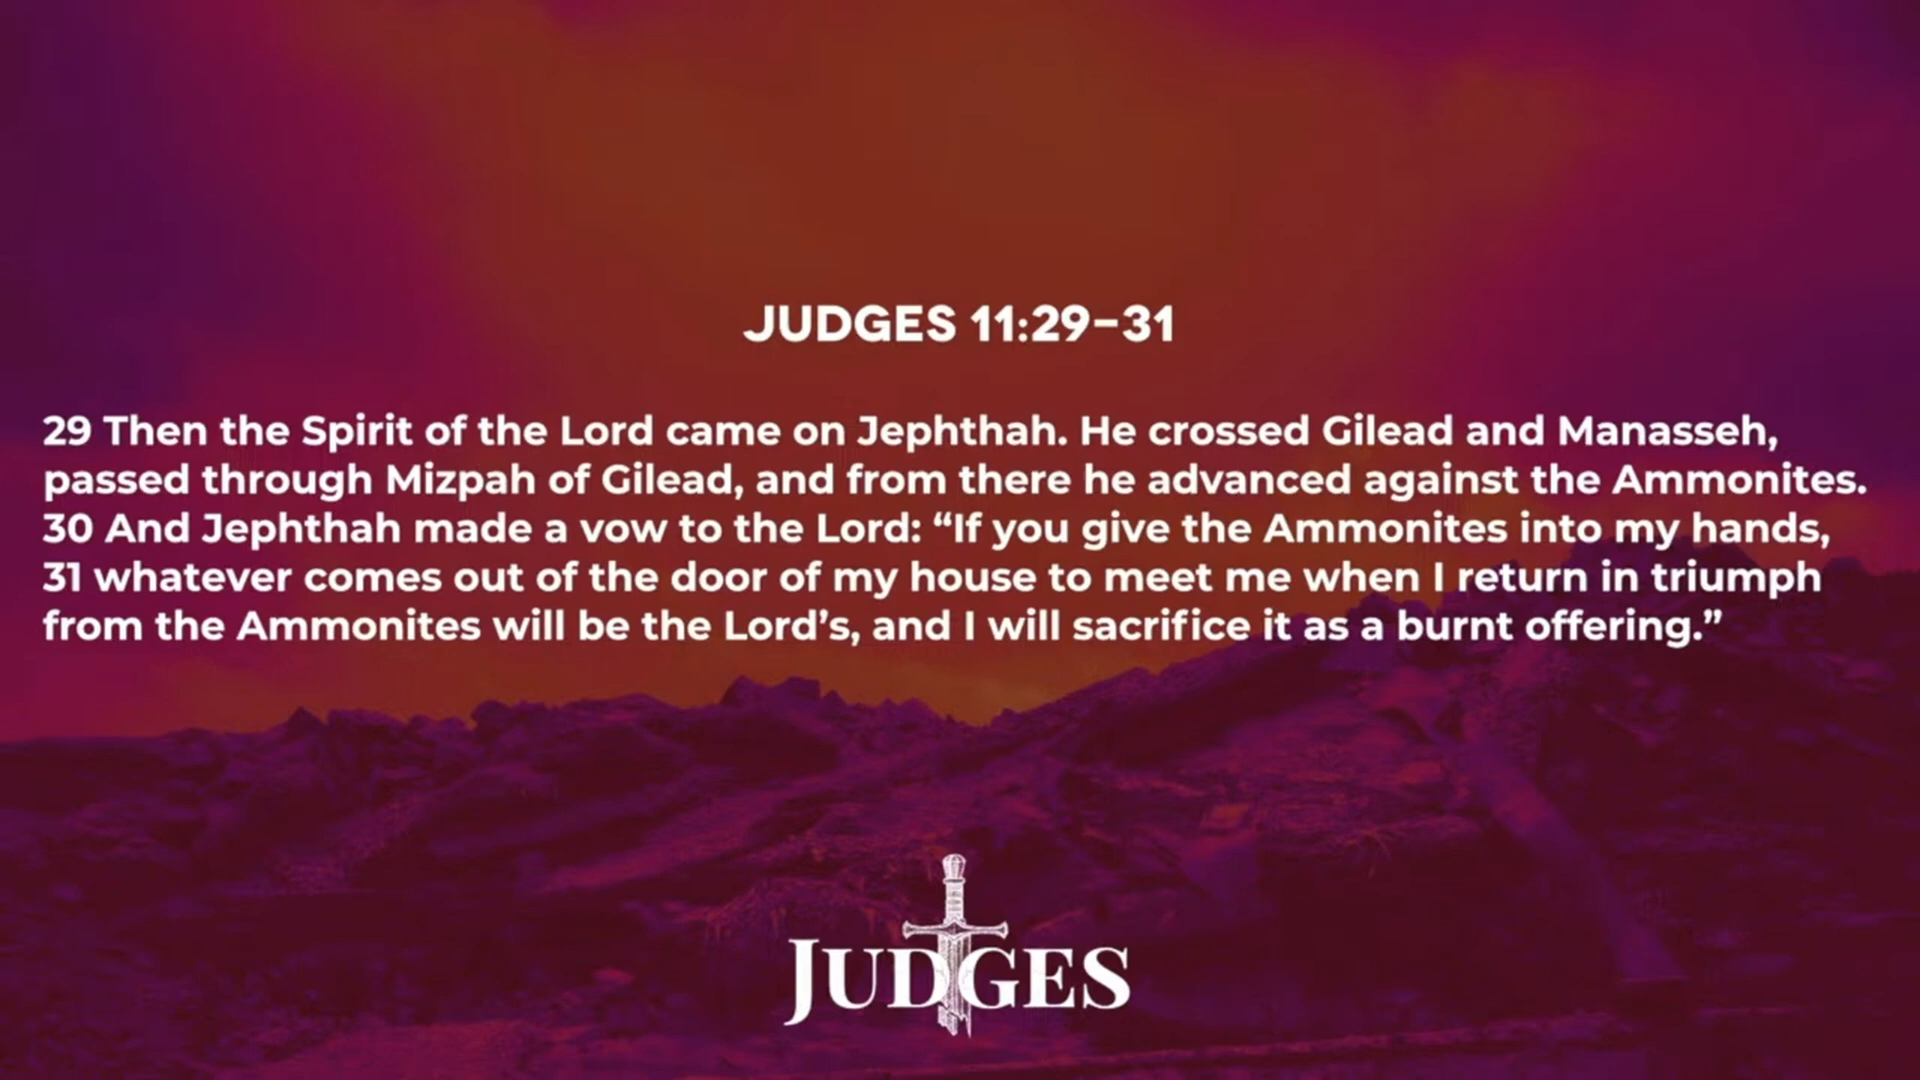 JUDGES 11:29-31
29 Then the Spirit of the Lord came on Jephthah. He crossed Gilead and Manasseh,
passed through Mizpah of Gilead, and from there he advanced against the Ammonites.
30 And Jephthah made a vow to the Lord: “If you give the Ammonites into my hands,
31 whatever comes out of the door of my house to meet me when I return in triumph
from the Ammonites will be the Lord’s, and I will sacrifice it as a burnt offering.”
JUDGES